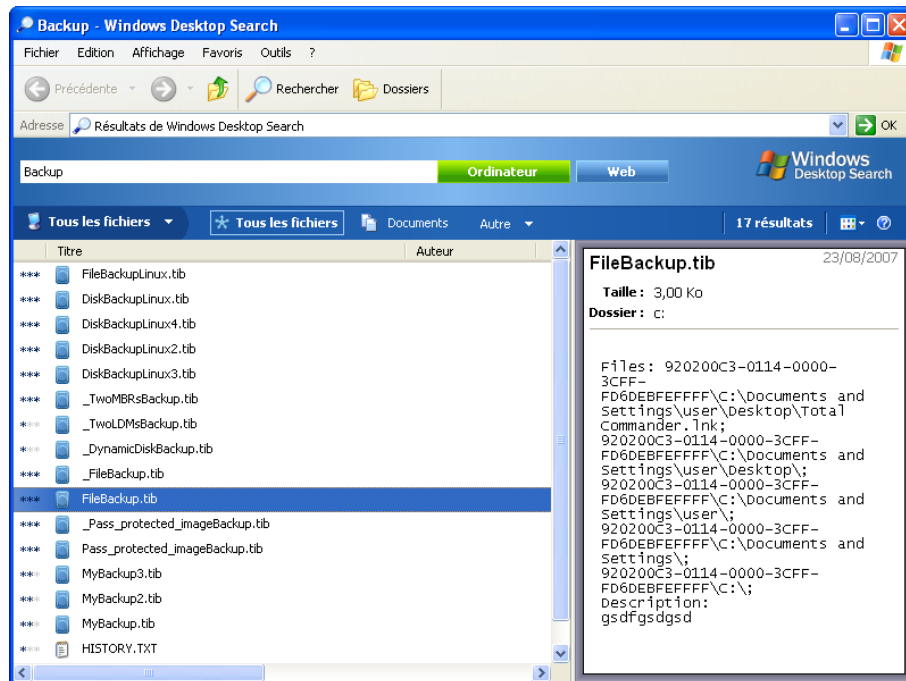 Backup - Windows Desktop Search
Fichier Edition Affichage Favoris Outils ?
Précédente Rechercher Dossiers
Adresse Résultats de Windows Desktop Search OK
Backup Ordinateur Web Windows
Desktop Search
Tous les fichiers Tous les fichiers Documents Autre 17 résultats ?
Titre Auteur
*** FileBackupLinux.tib
*** DiskBackupLinux.tib
*** DiskBackupLinux4.tib
*** DiskBackupLinux2.tib
*** DiskBackupLinux3.tib
*** _TwoMBRsBackup.tib
*** _TwoLDMsBackup.tib
*** _DynamicDiskBackup.tib
*** _FileBackup.tib
*** FileBackup.tib
*** _Pass_protected_imageBackup.tib
*** Pass_protected_imageBackup.tib
*** MyBackup3.tib
*** MyBackup2.tib
*** MyBackup.tib
*** HISTORY.TXT
FileBackup.tib 23/08/2007
Taille : 3,00 Ko
Dossier : C:
Files: 920200C3-0114-0000-
3CFF-
FD6DEBFEFFFF\C:\Documents and
Settings\user\Desktop\Total
Commander.lnk;
920200C3-0114-0000-3CFF-
FD6DEBFEFFFF\C:\Documents and
Settings\user\Desktop\;
920200C3-0114-0000-3CFF-
FD6DEBFEFFFF\C:\Documents and
Settings\user\;
920200C3-0114-0000-3CFF-
FD6DEBFEFFFF\C:\Documents and
Settings\;
920200C3-0114-0000-3CFF-
FD6DEBFEFFFF\C:\;
Description:
gsdfgsdgsd